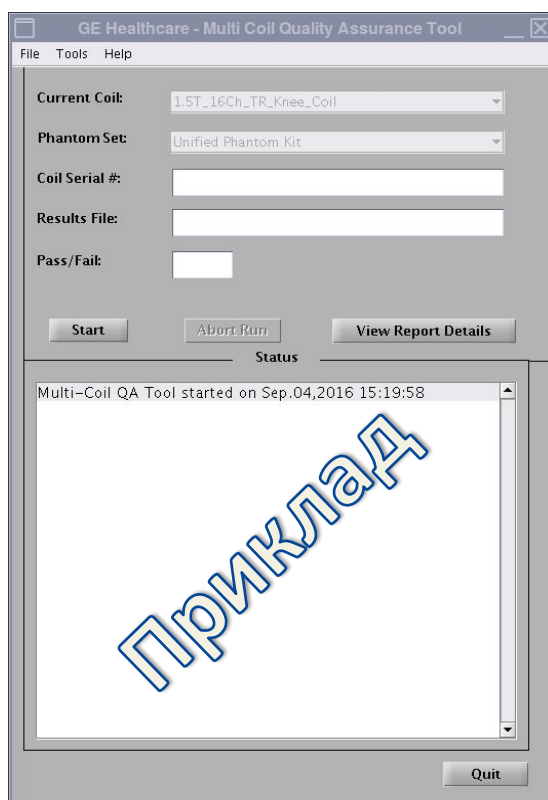 GE Healthcare - Multi Coil Quality Assurance Tool
File Tools Help
Current Coil: 1.5T_16Ch_TR_Knee_Coil
Phantom Set: Unified Phantom Kit
Coil Serial #:
Results File:
Pass/Fail:
Start Abort Run View Report Details
Status
Multi-Coil QA Tool started on Sep.04,2016 15:19:58
Приклад
Quit